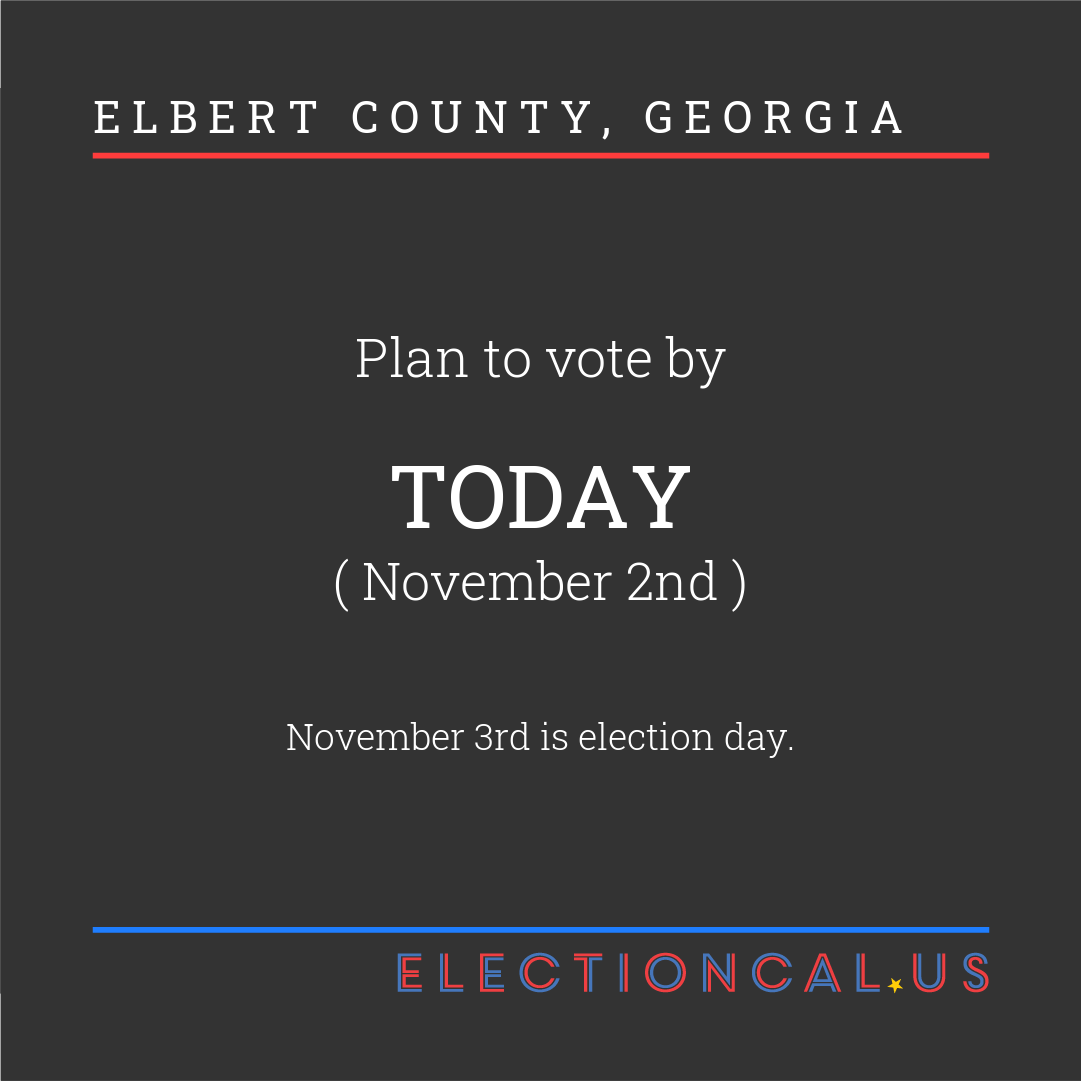 ELBERT COUNTY, GEORGIA
Plan to vote by
TODAY
( November 2nd )
November 3rd is election day.
ELECTIONCAL.US